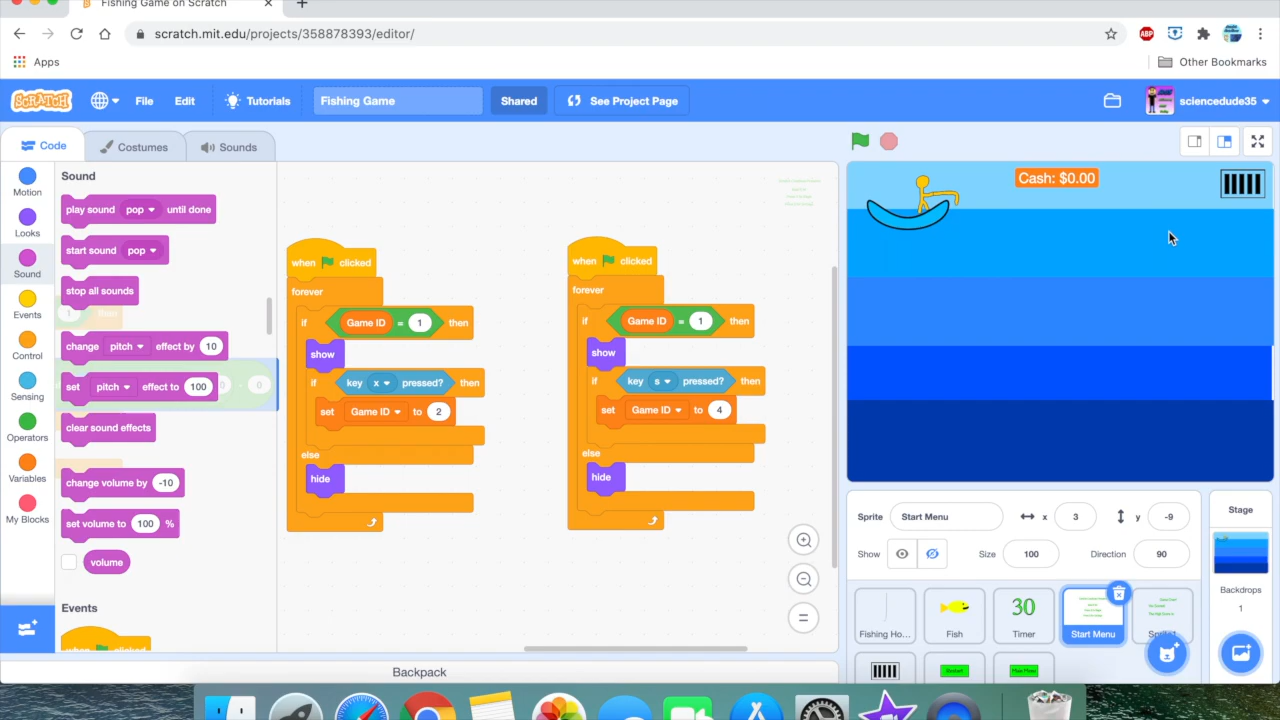 Fishing Game on Scratch
scratch.mit.edu/projects/358878393/editor/
ABP
Apps
Other Bookmarks
SCRATCH
File
Edit
Tutorials
Fishing Game
Shared
See Project Page
sciencedude35
Code
Costumes
Sounds
Motion
Looks
Sound
Events
Control
Sensing
Operators
Variables
My Blocks
Sound
play sound pop until done
start sound pop
stop all sounds
change pitch effect by 10
set pitch effect to 100
clear sound effects
change volume by -10
set volume to 100 %
volume
Events
when clicked
when clicked
forever
if Game ID = 1 then
show
if key x pressed? then
set Game ID to 2
else
hide
when clicked
forever
if Game ID = 1 then
show
if key s pressed? then
set Game ID to 4
else
hide
Backpack
Cash: $0.00
Sprite Start Menu x 3 y -9
Show Size 100 Direction 90
Fishing Ho...
Fish
30
Timer
Start Menu
Stage
Backdrops
1
Restart
Main Menu